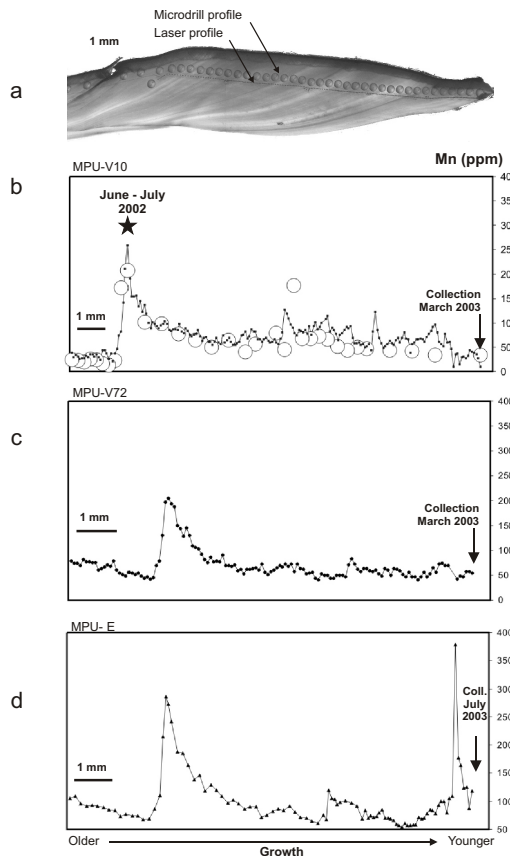 Microdrill profile
Laser profile
1 mm
a
MPU-V10
Mn (ppm)
b
June - July
2002
1 mm
Collection
March 2003
400
350
300
250
200
150
100
50
0
MPU-V72
c
1 mm
Collection
March 2003
400
350
300
250
200
150
100
50
0
MPU- E
d
1 mm
Coll.
July
2003
400
350
300
250
200
150
100
50
Older
Growth
Younger